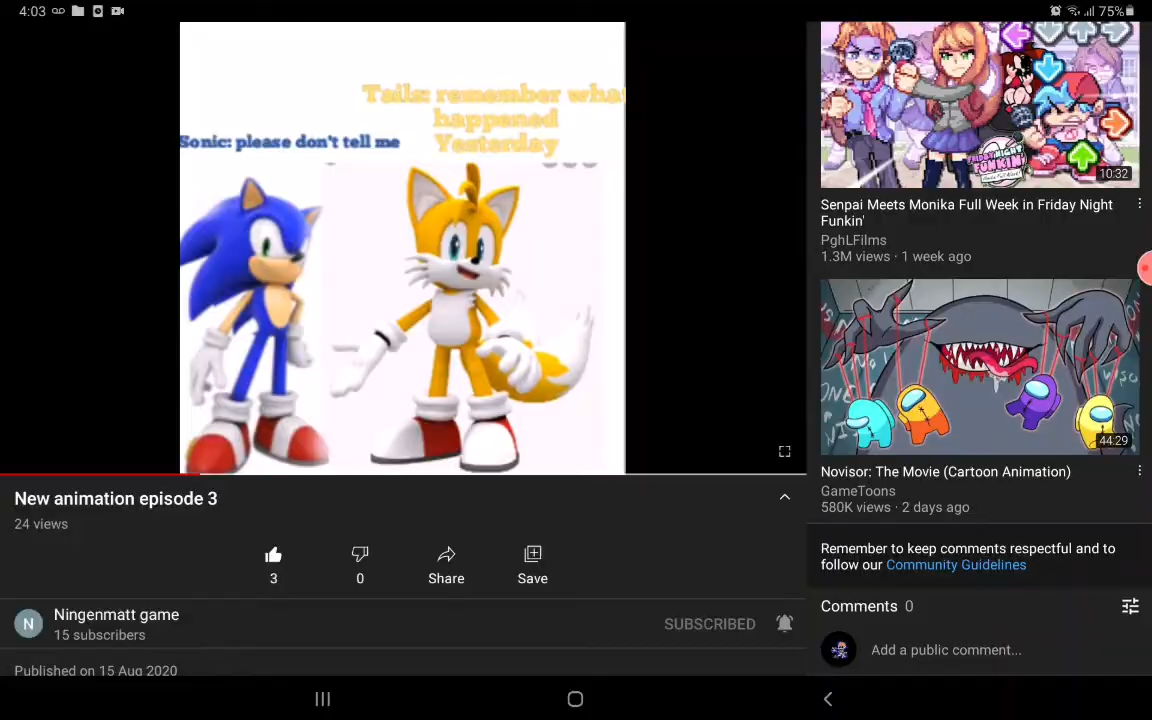 4:03
75%
Tails: remember wha
happened
Yesterday
Sonic: please don't tell me
New animation episode 3
24 views
3
0
Share
Save
Ningenmatt game
15 subscribers
SUBSCRIBED
N
Published on 15 Aug 2020
FRIDAY NIGHT
FUNKIN'
10:32
Senpai Meets Monika Full Week in Friday Night
Funkin'
PghLFilms
1.3M views · 1 week ago
44:29
Novisor: The Movie (Cartoon Animation)
GameToons
580K views · 2 days ago
Remember to keep comments respectful and to
follow our Community Guidelines
Comments 0
Add a public comment...